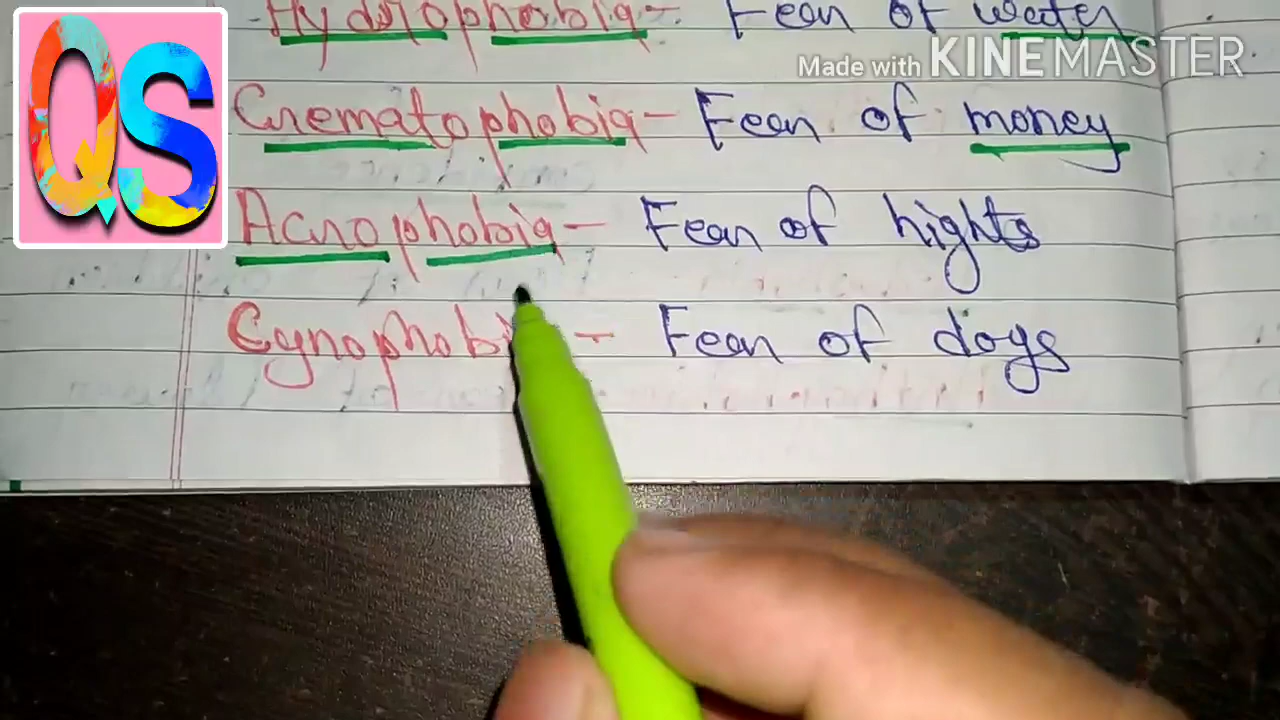 QS
Hydrophobia - Fear of water
Made with KINEMASTER
Crematophobia - Fear of money
Acrophobia - Fear of hights
Cynophobia - Fear of dogs